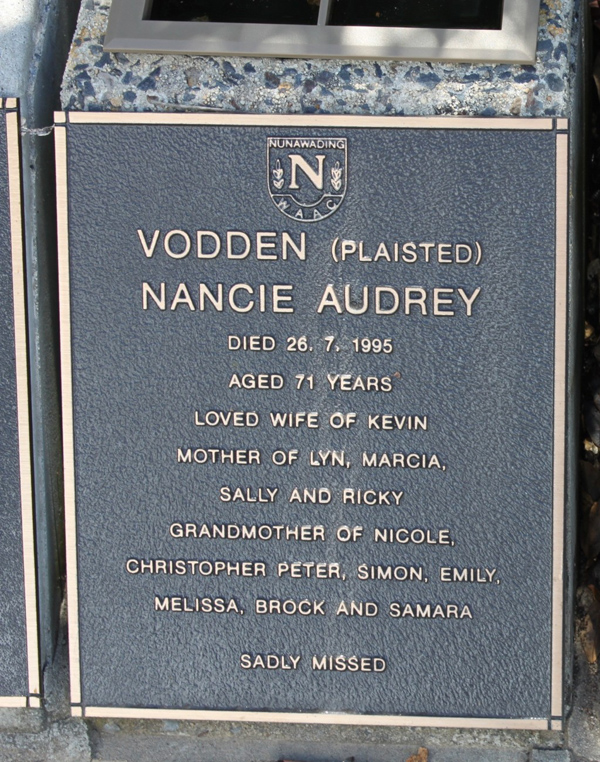 NUNAWADING
N
W.A.A.C
VODDEN (PLAISTED)
NANCIE AUDREY
DIED 26. 7. 1995
AGED 71 YEARS
LOVED WIFE OF KEVIN
MOTHER OF LYN, MARCIA,
SALLY AND RICKY
GRANDMOTHER OF NICOLE,
CHRISTOPHER PETER, SIMON, EMILY,
MELISSA, BROCK AND SAMARA
SADLY MISSED